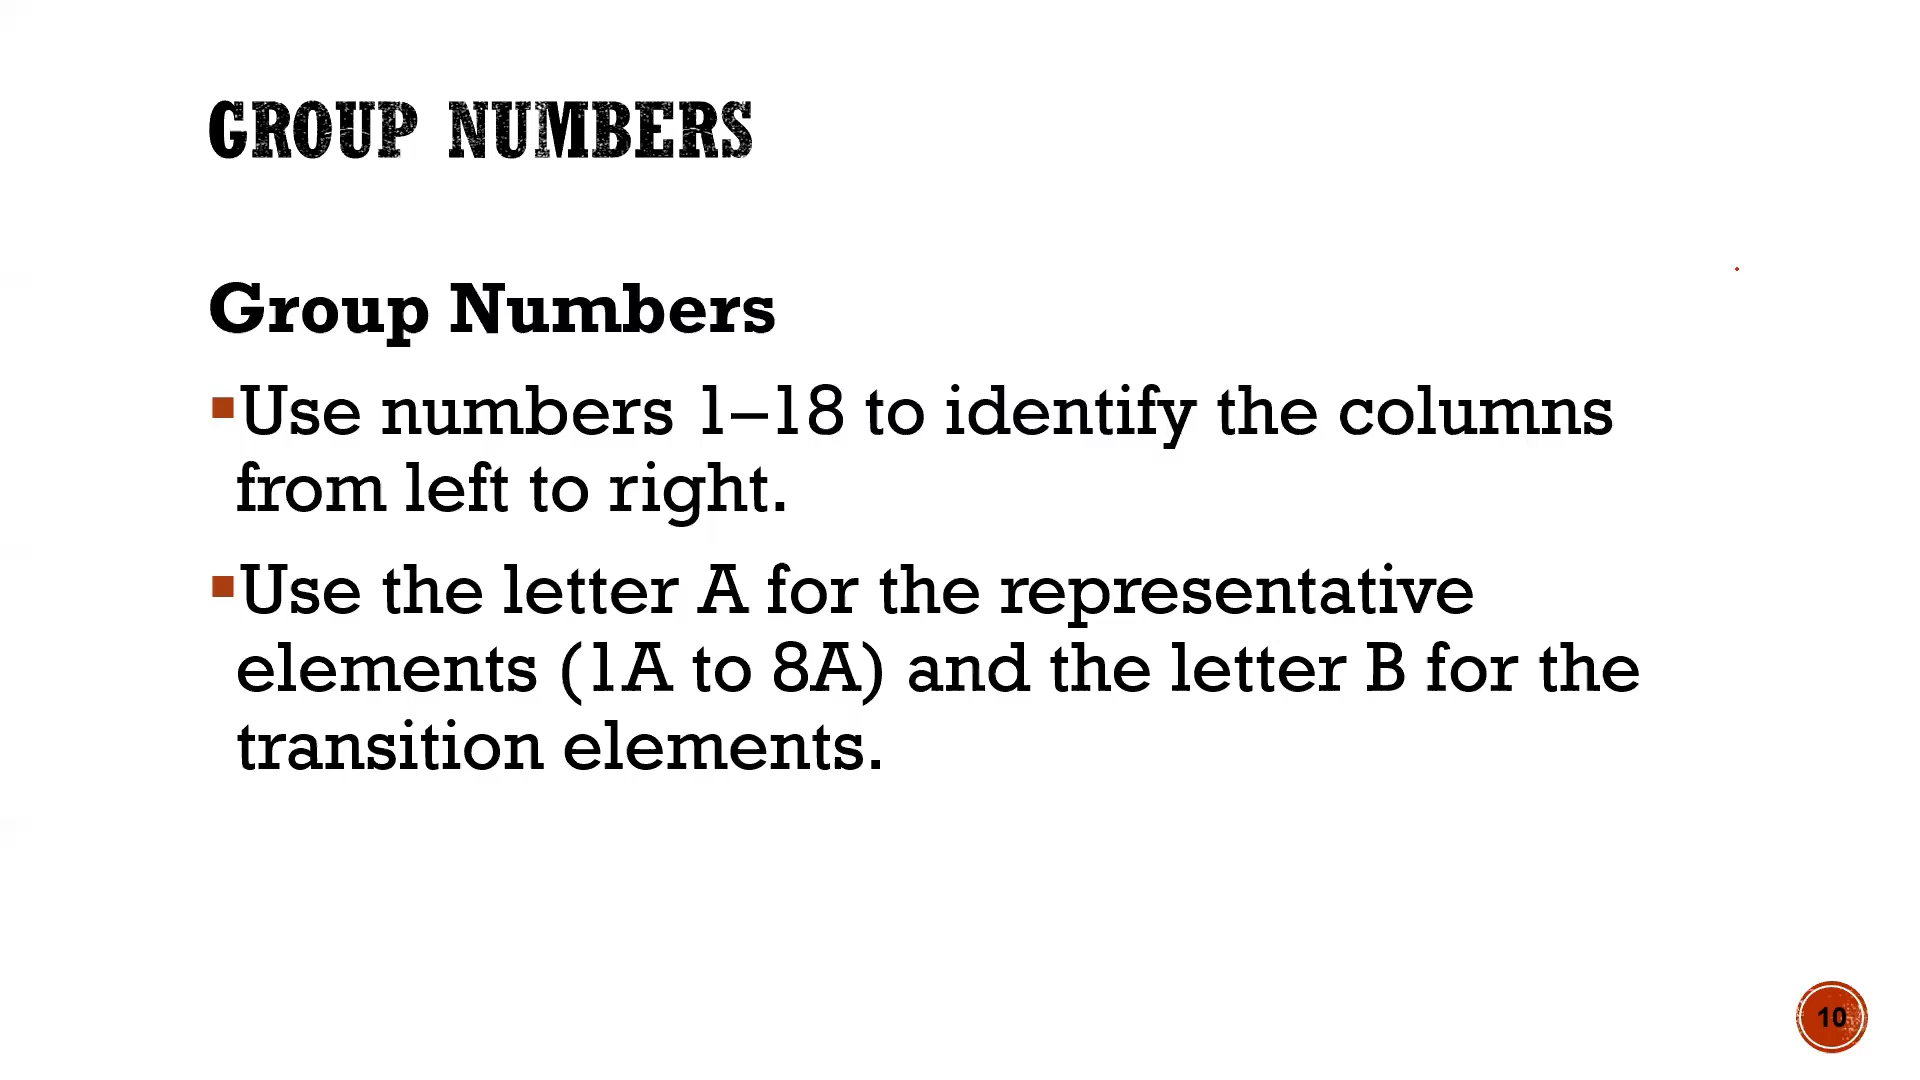 GROUP NUMBERS
Group Numbers
▪Use numbers 1–18 to identify the columns
from left to right.
▪Use the letter A for the representative
elements (1A to 8A) and the letter B for the
transition elements.
10